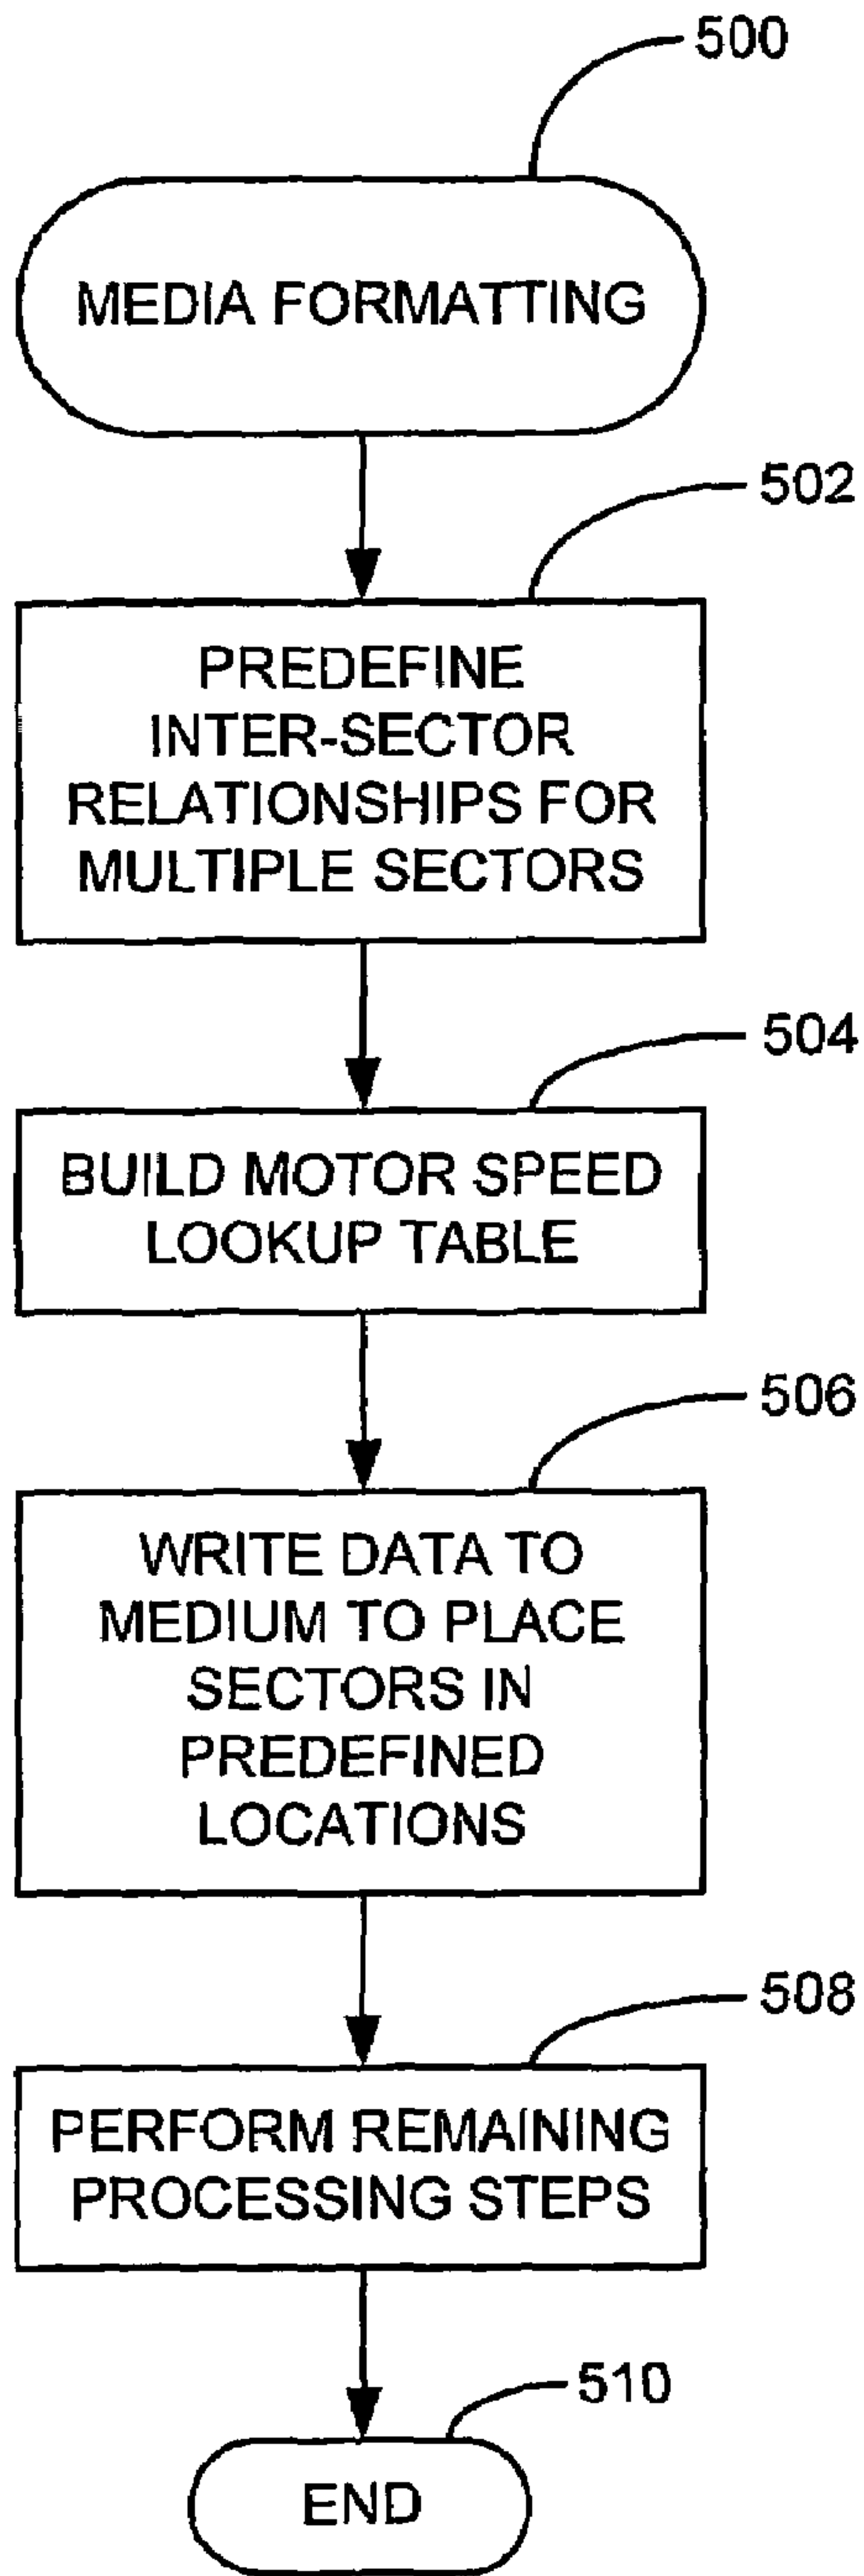 500
MEDIA FORMATTING
502
PREDEFINE
INTER-SECTOR
RELATIONSHIPS FOR
MULTIPLE SECTORS
504
BUILD MOTOR SPEED
LOOKUP TABLE
506
WRITE DATA TO
MEDIUM TO PLACE
SECTORS IN
PREDEFINED
LOCATIONS
508
PERFORM REMAINING
PROCESSING STEPS
510
END